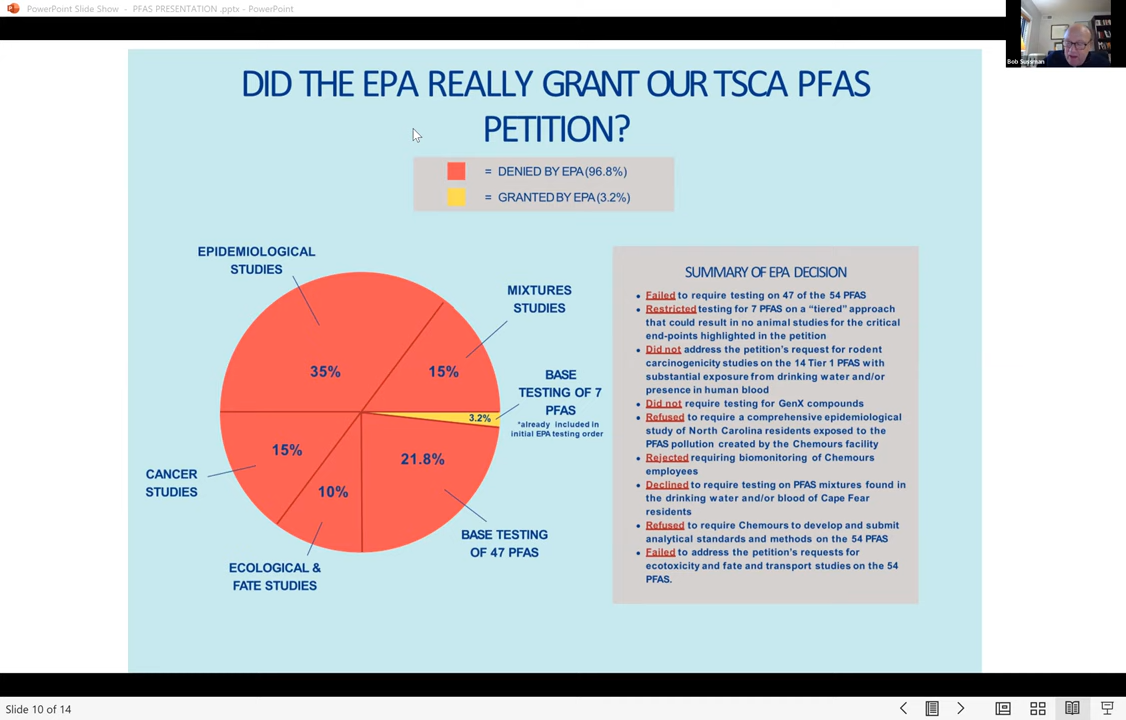 PowerPoint Slide Show - PFAS PRESENTATION .pptx - PowerPoint
Bob Sussman
DID THE EPA REALLY GRANT OUR TSCA PFAS
PETITION?
= DENIED BY EPA (96.8%)
= GRANTED BY EPA (3.2%)
EPIDEMIOLOGICAL
STUDIES
MIXTURES
STUDIES
35%
15%
BASE
TESTING OF 7
PFAS
*already included in
initial EPA testing order
3.2%
15%
21.8%
10%
CANCER
STUDIES
BASE TESTING
OF 47 PFAS
ECOLOGICAL &
FATE STUDIES
SUMMARY OF EPA DECISION
• Failed to require testing on 47 of the 54 PFAS
• Restricted testing for 7 PFAS on a “tiered” approach
that could result in no animal studies for the critical
end-points highlighted in the petition
• Did not address the petition’s request for rodent
carcinogenicity studies on the 14 Tier 1 PFAS with
substantial exposure from drinking water and/or
presence in human blood
• Did not require testing for GenX compounds
• Refused to require a comprehensive epidemiological
study of North Carolina residents exposed to the
PFAS pollution created by the Chemours facility
• Rejected requiring biomonitoring of Chemours
employees
• Declined to require testing on PFAS mixtures found in
the drinking water and/or blood of Cape Fear
residents
• Refused to require Chemours to develop and submit
analytical standards and methods on the 54 PFAS
• Failed to address the petition’s requests for
ecotoxicity and fate and transport studies on the 54
PFAS.
Slide 10 of 14